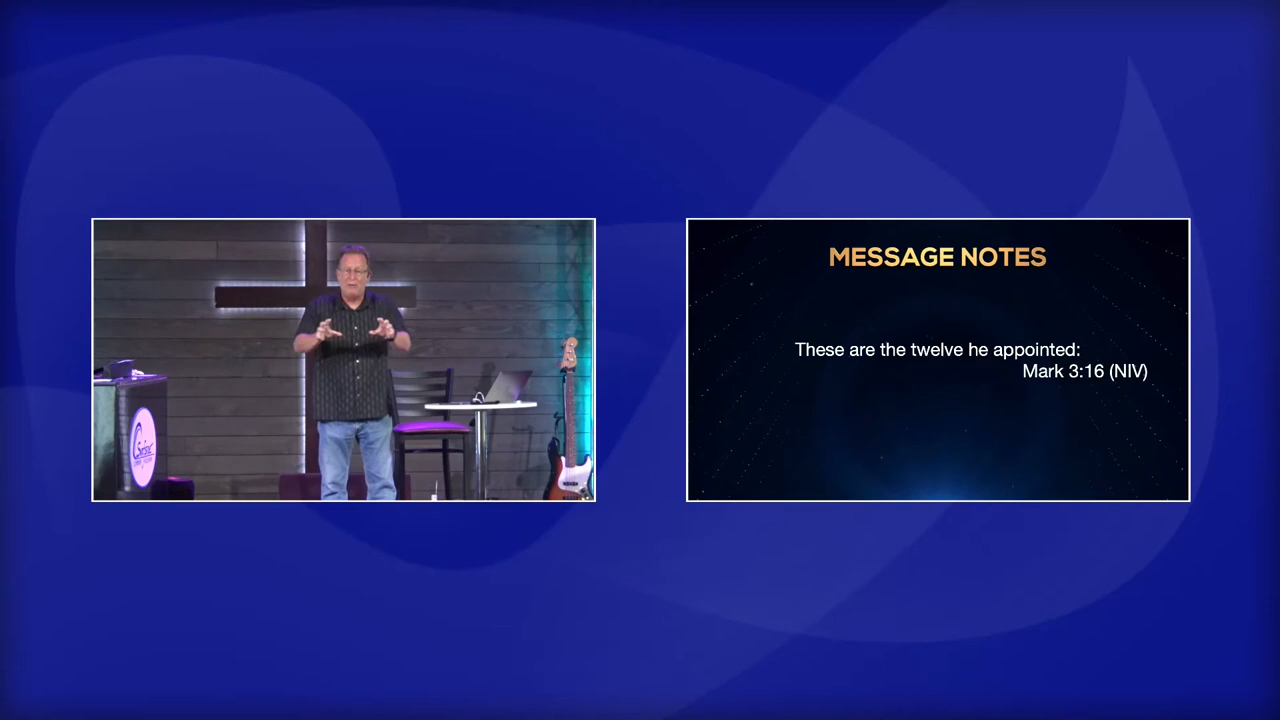 MESSAGE NOTES
These are the twelve he appointed:
Mark 3:16 (NIV)